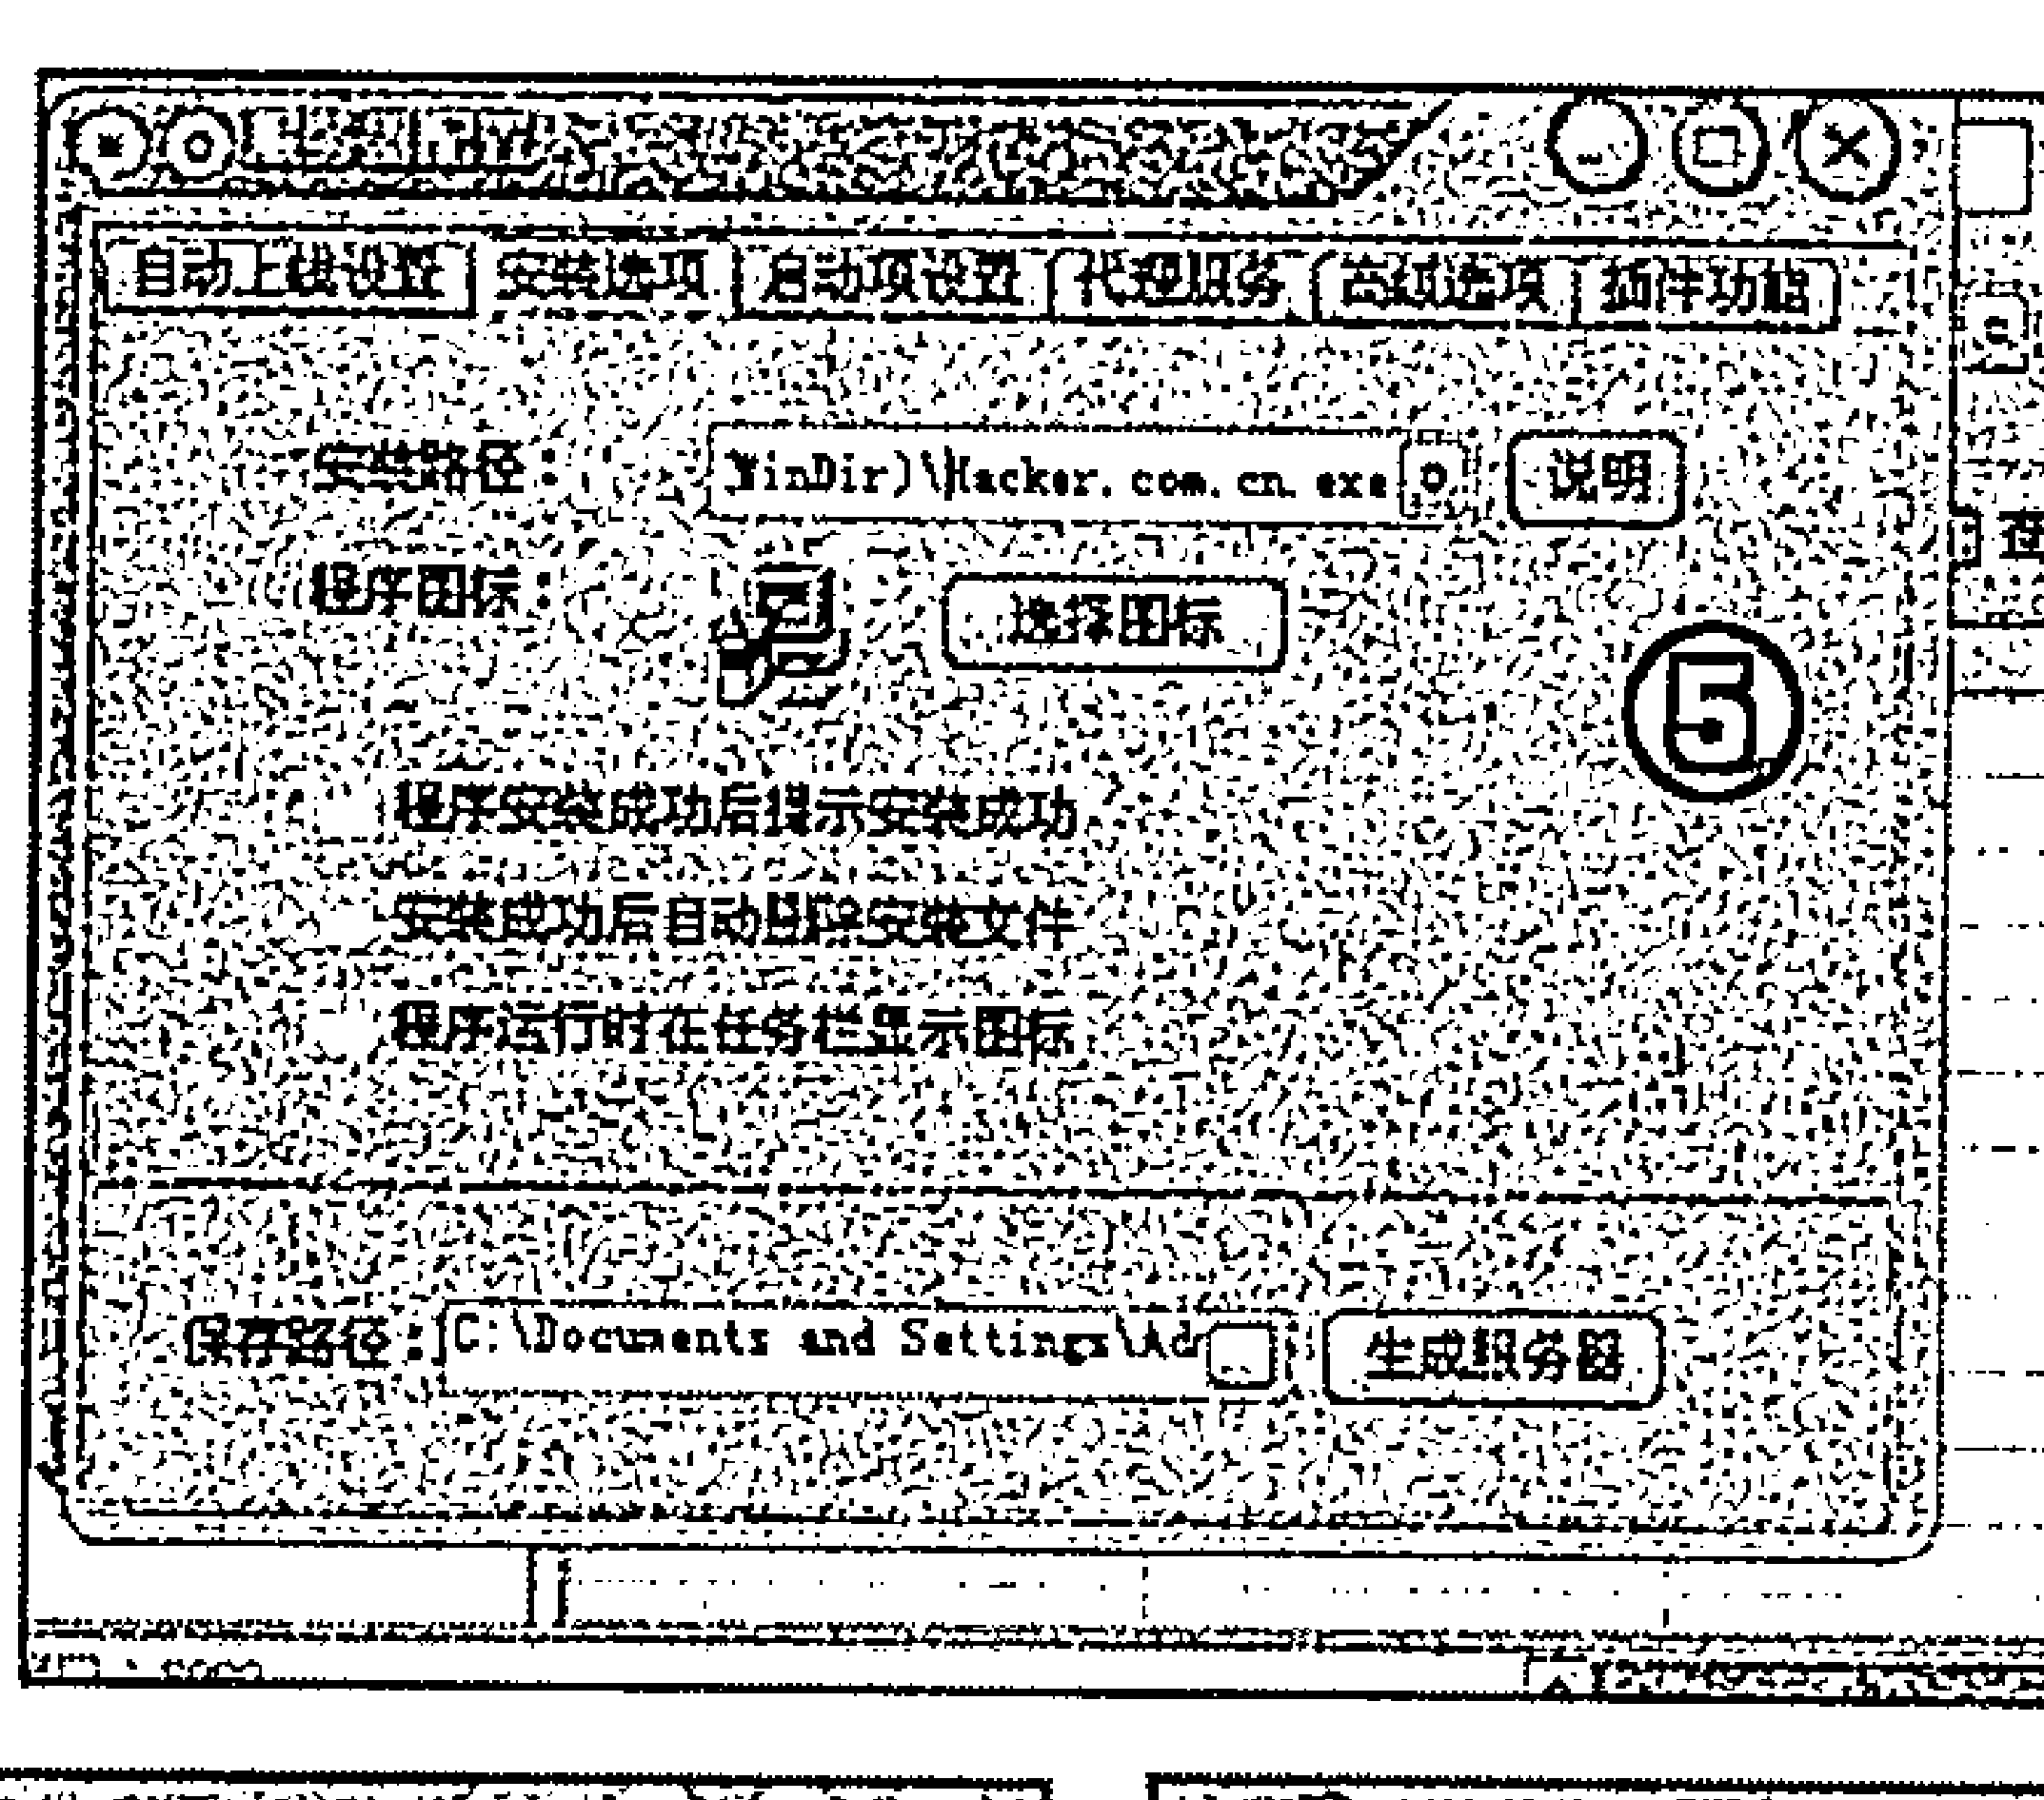 自动上线设置 安装选项 启动项设置 代理服务 高级选项 插件功能
安装路径： WinDir)\Hacker.com.cn.exe 说明
程序图标： 选择图标
5
程序安装成功后提示安装成功
安装成功后自动删除安装文件
程序运行时在任务栏显示图标
保存路径： C:\Documents and Settings\Ad 生成服务器